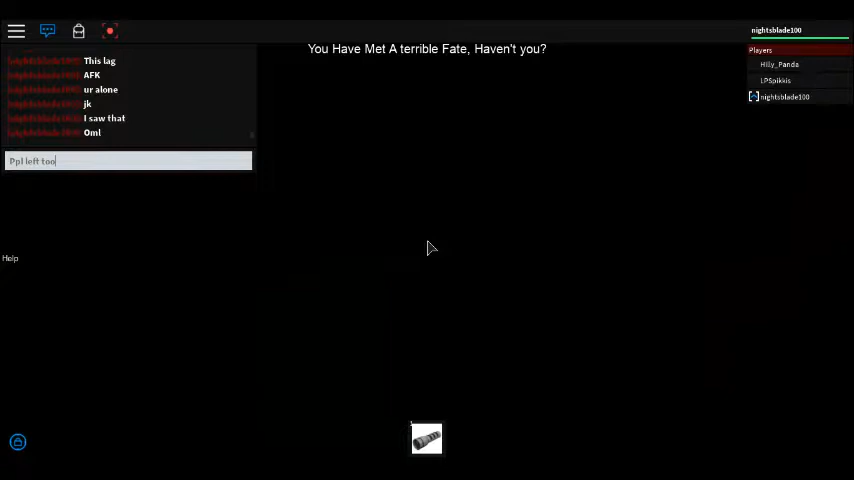 nightsblade100
You Have Met A terrible Fate, Haven't you?
Players
Hilly_Panda
LPSpikkis
nightsblade100
This lag
AFK
ur alone
jk
I saw that
Oml
Ppl left too
Help
1